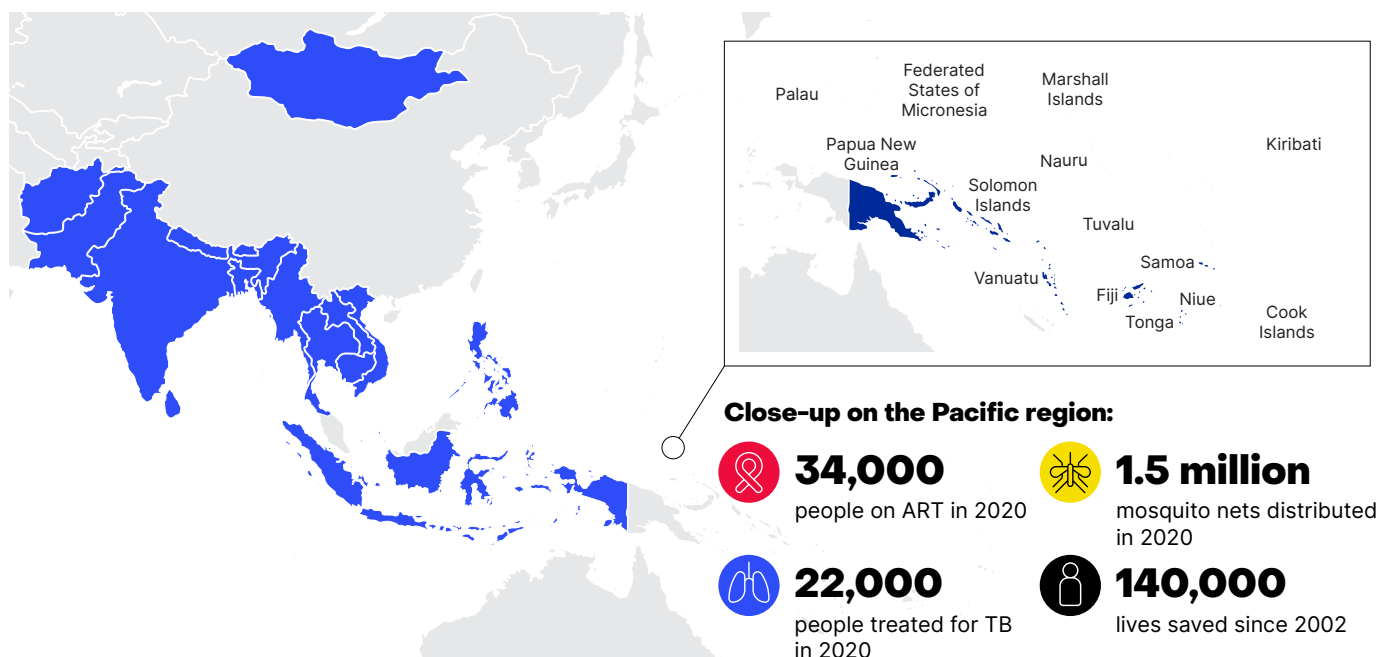 Palau
Federated
States of
Micronesia
Marshall
Islands
Papua New
Guinea
Nauru
Kiribati
Solomon
Islands
Tuvalu
Samoa
Vanuatu
Fiji
Niue
Tonga
Cook
Islands
Close-up on the Pacific region:
34,000
people on ART in 2020
1.5 million
mosquito nets distributed
in 2020
22,000
people treated for TB
in 2020
140,000
lives saved since 2002